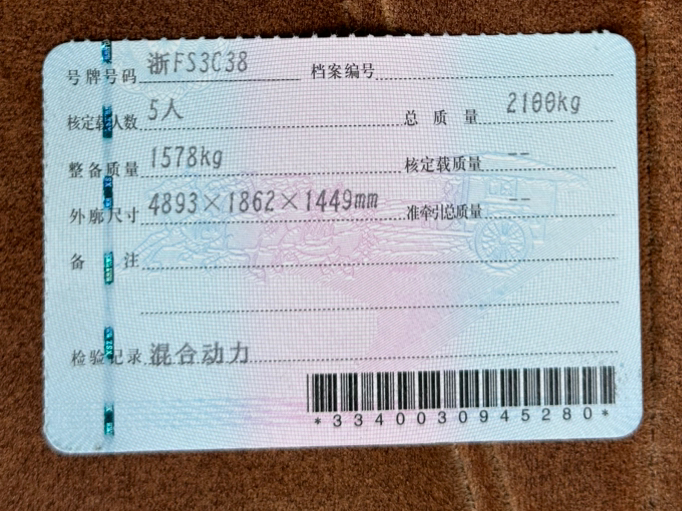 号牌号码 浙FS3C38 档案编号
核定载人数 5人 总质量 2100kg
整备质量 1578kg 核定载质量 --
外廓尺寸 4893×1862×1449mm 准牵引总质量 --
备注
检验记录 混合动力
*3340030945280*